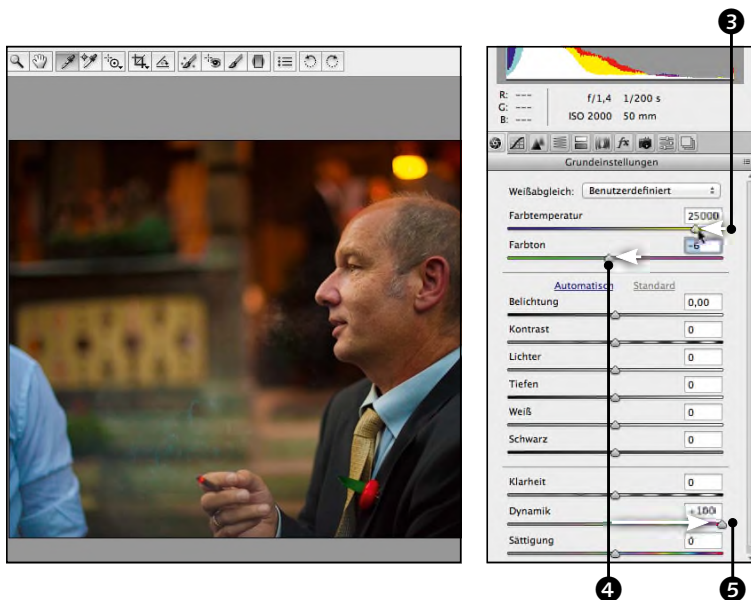 3
R: ---
G: ---
B: ---
f/1,4 1/200 s
ISO 2000 50 mm
fx
Grundeinstellungen
Weißabgleich: Benutzerdefiniert
Farbtemperatur 25000
Farbton -6
Automatisch Standard
Belichtung 0,00
Kontrast 0
Lichter 0
Tiefen 0
Weiß 0
Schwarz 0
Klarheit 0
Dynamik +100
Sättigung 0
4 5